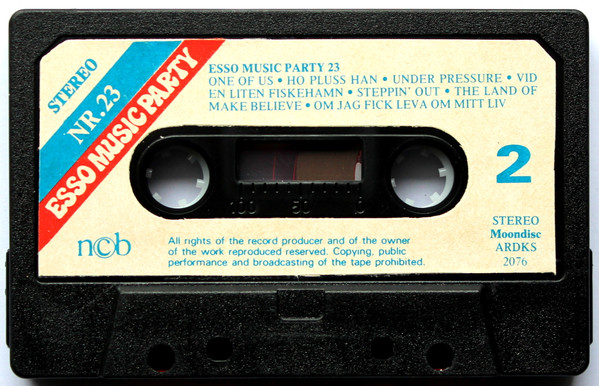 STEREO
NR. 23
ESSO MUSIC PARTY
ESSO MUSIC PARTY 23
ONE OF US • HO PLUSS HAN • UNDER PRESSURE • VID
EN LITEN FISKEHAMN • STEPPIN' OUT • THE LAND OF
MAKE BELIEVE • OM JAG FICK LEVA OM MITT LIV
2
100 50 0
ncb
All rights of the record producer and of the owner
of the work reproduced reserved. Copying, public
performance and broadcasting of the tape prohibited.
STEREO
Moondisc
ARDKS
2076